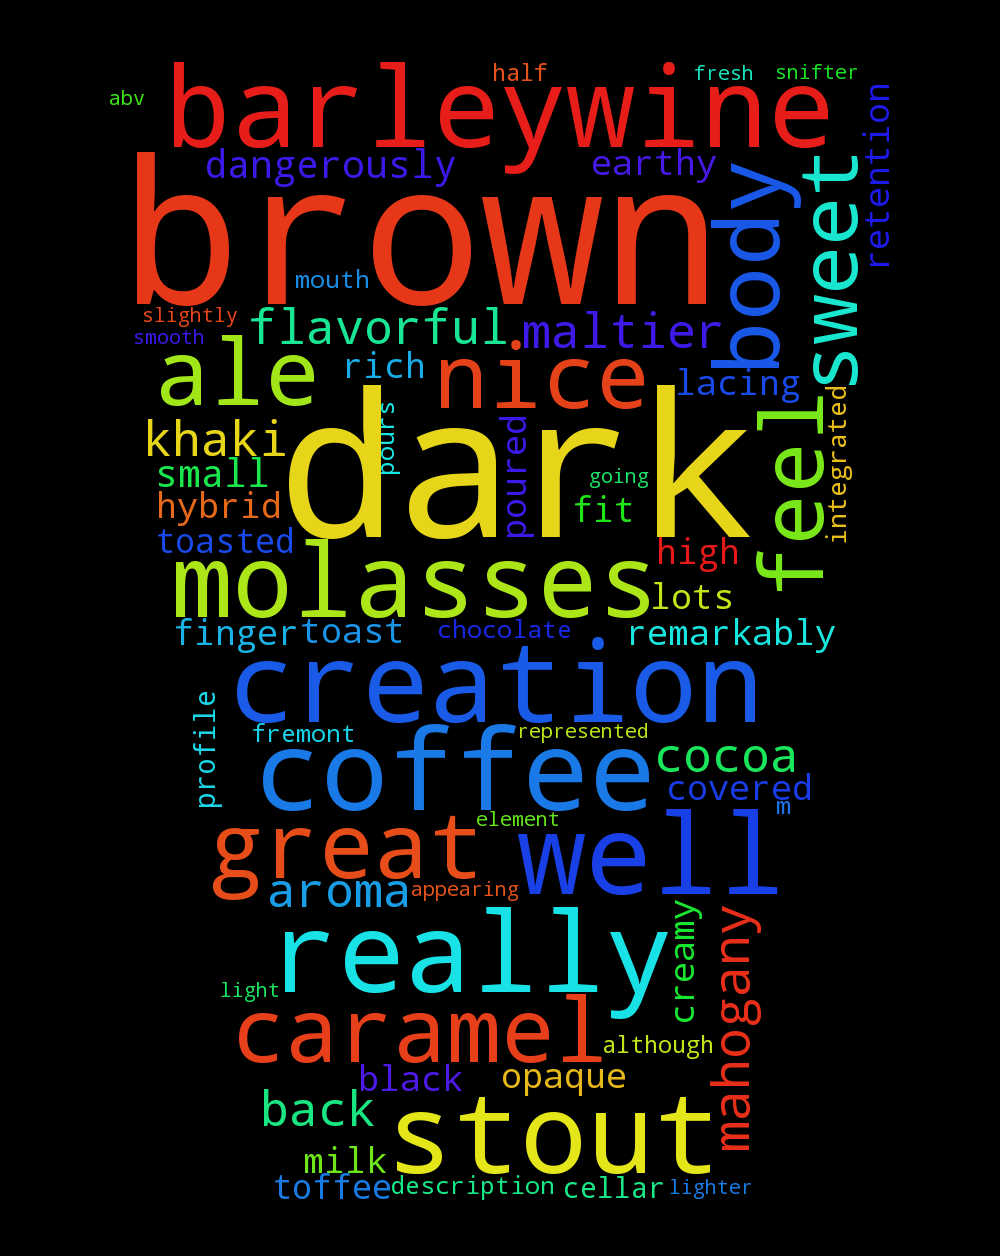 half
fresh
snifter
abv
barleywine
retention
dangerously
earthy
brown
body
sweet
mouth
slightly
smooth
flavorful
maltier
ale
rich
nice
lacing
khaki
dark
pours
poured
feel
integrated
small
going
hybrid
fit
toasted
high
molasses
lots
finger
toast
chocolate
remarkably
creation
profile
fremont
coffee
represented
cocoa
covered
m
great
element
well
aroma
appearing
really
creamy
mahogany
light
caramel
although
black
opaque
back
stout
milk
toffee
description
cellar
lighter